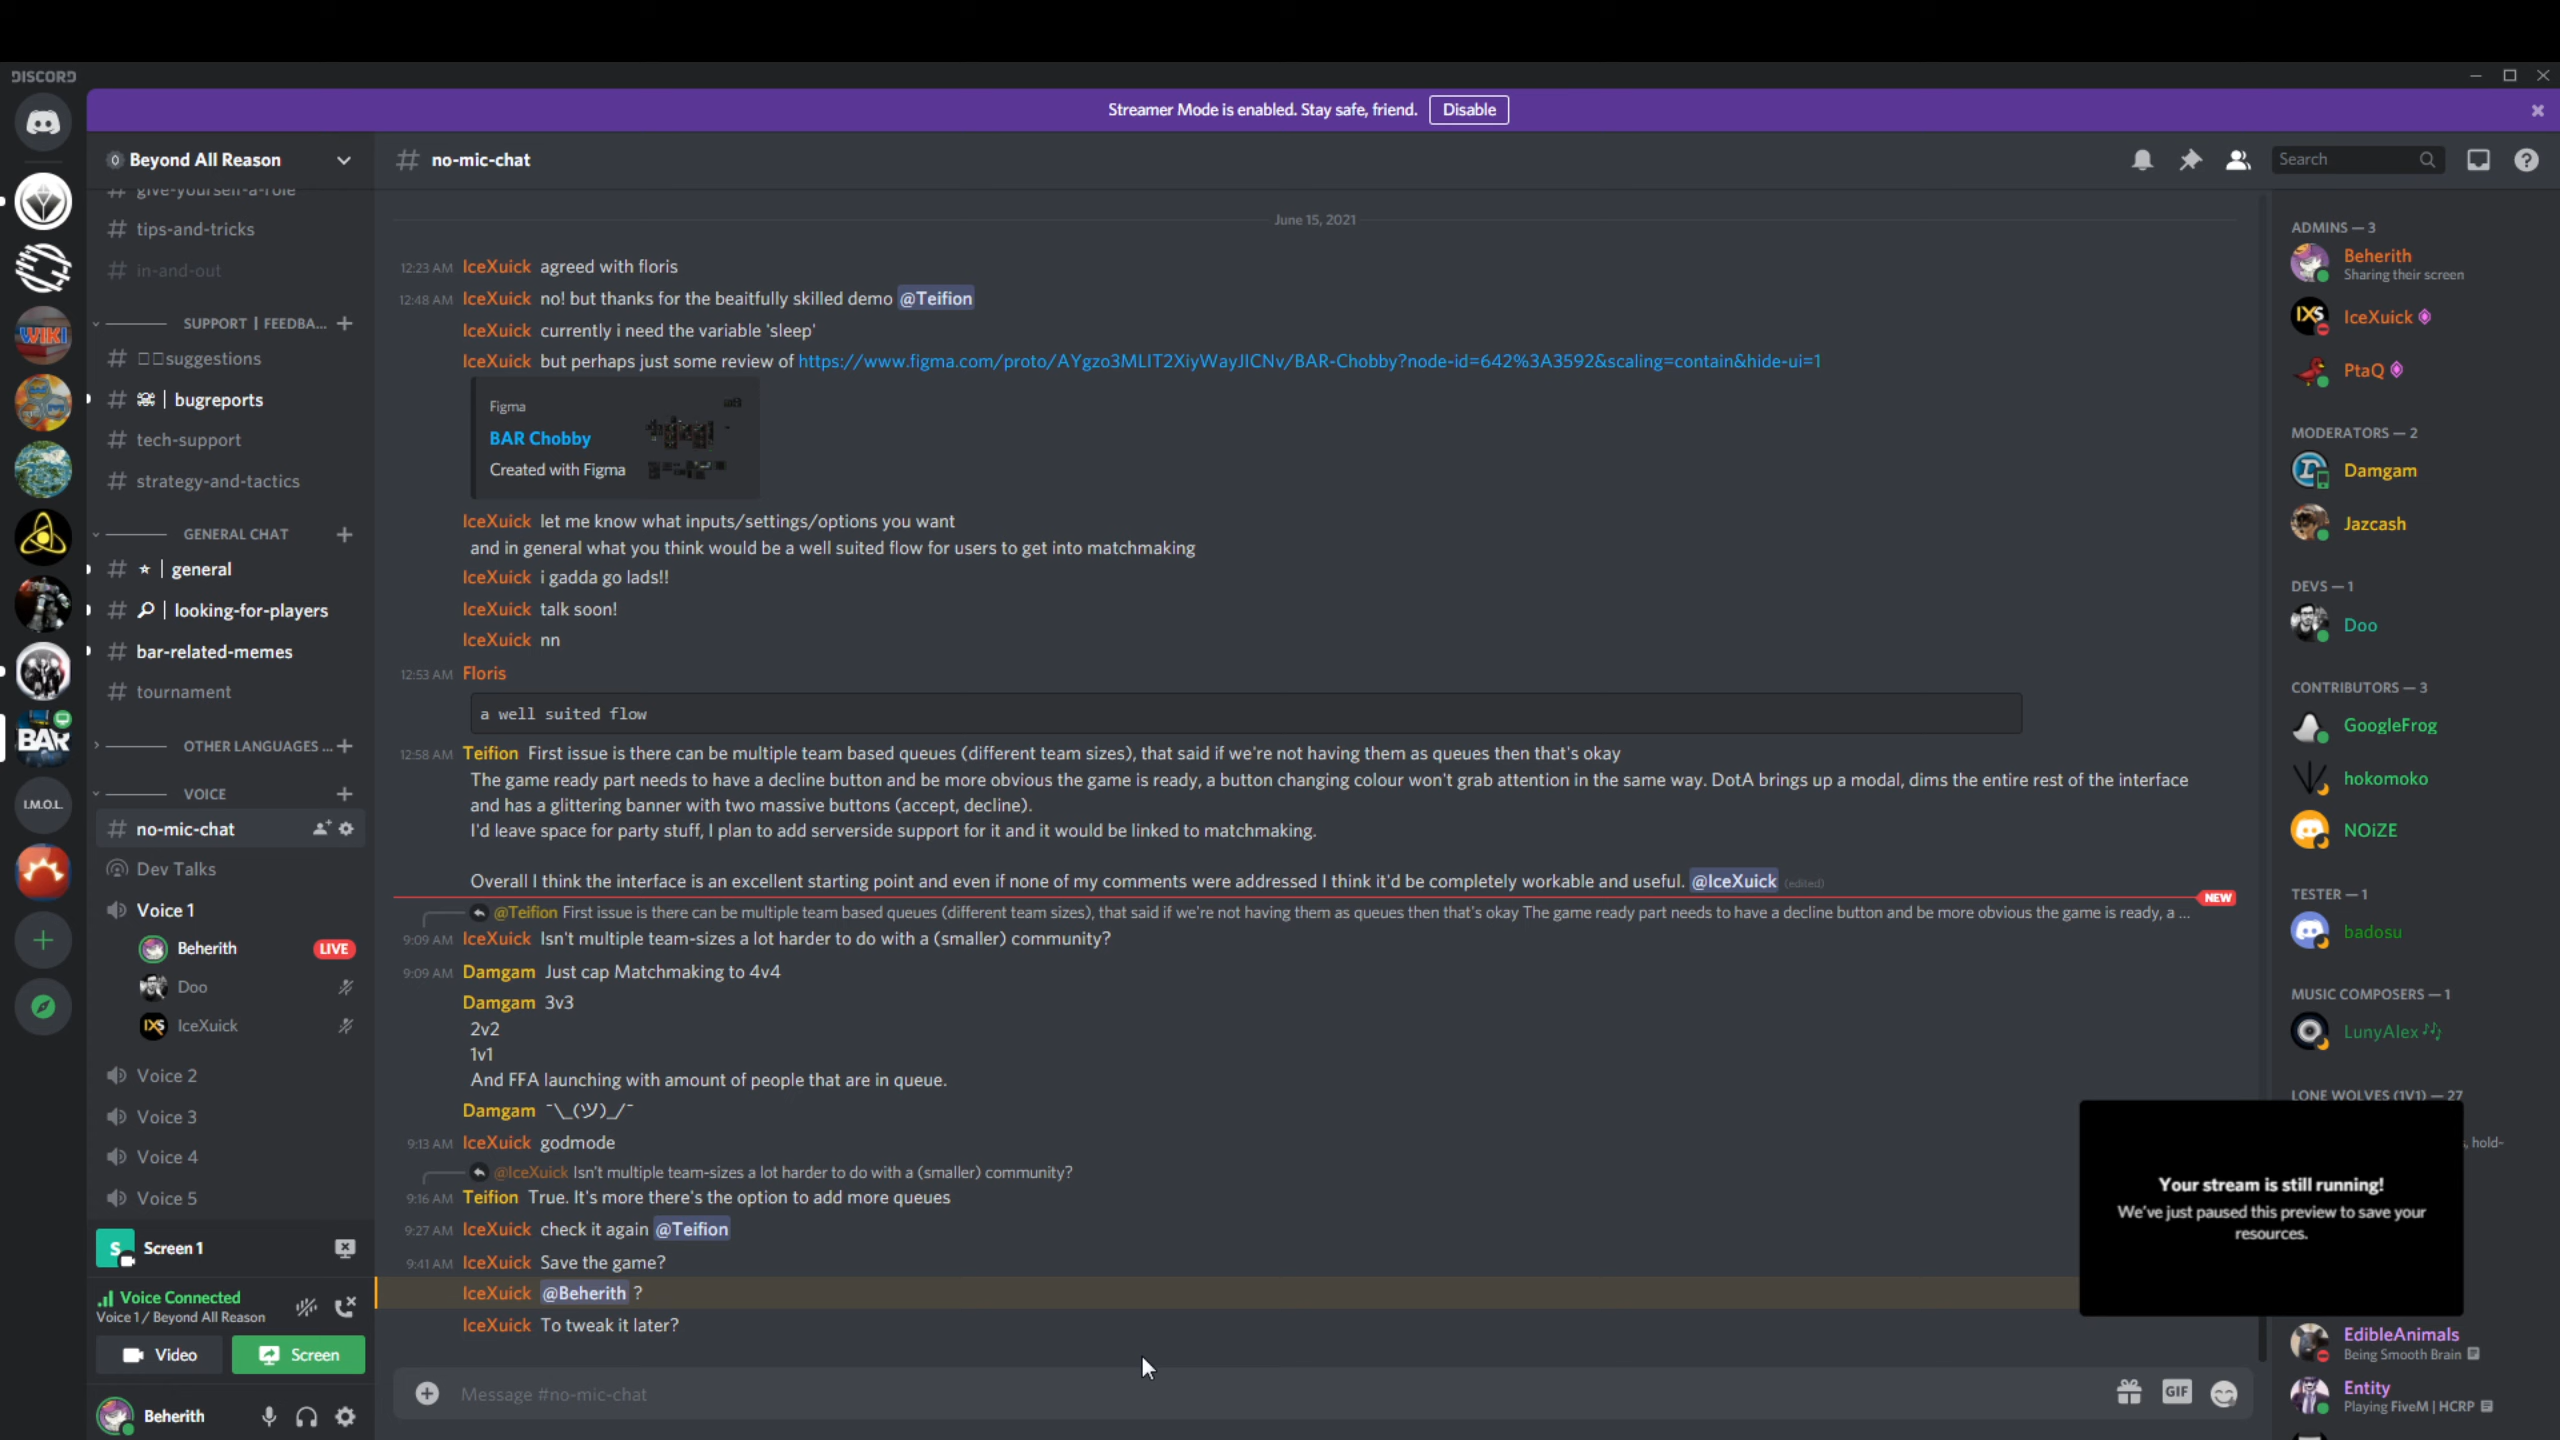 DISCORD
Streamer Mode is enabled. Stay safe, friend. Disable
Beyond All Reason
# no-mic-chat
Search
# give-yourself-a-role
# tips-and-tricks
# in-and-out
SUPPORT | FEEDBA... +
# suggestions
# | bugreports
# tech-support
# strategy-and-tactics
GENERAL CHAT +
# | general
# | looking-for-players
# bar-related-memes
# tournament
OTHER LANGUAGES ... +
VOICE +
# no-mic-chat
Dev Talks
Voice 1
Beherith LIVE
Doo
IceXuick
Voice 2
Voice 3
Voice 4
Voice 5
S Screen 1
Voice Connected
Voice 1 / Beyond All Reason
Video
Screen
Beherith
WIKI
BAR
I.M.O.L.
June 15, 2021
12:23 AM IceXuick agreed with floris
12:48 AM IceXuick no! but thanks for the beaitfully skilled demo @Teifion
IceXuick currently i need the variable 'sleep'
IceXuick but perhaps just some review of https://www.figma.com/proto/AYgzo3MLIT2XiyWayJICNv/BAR-Chobby?node-id=642%3A3592&scaling=contain&hide-ui=1
Figma
BAR Chobby
Created with Figma
IceXuick let me know what inputs/settings/options you want
and in general what you think would be a well suited flow for users to get into matchmaking
IceXuick i gadda go lads!!
IceXuick talk soon!
IceXuick nn
12:53 AM Floris
a well suited flow
12:58 AM Teifion First issue is there can be multiple team based queues (different team sizes), that said if we're not having them as queues then that's okay
The game ready part needs to have a decline button and be more obvious the game is ready, a button changing colour won't grab attention in the same way. DotA brings up a modal, dims the entire rest of the interface
and has a glittering banner with two massive buttons (accept, decline).
I'd leave space for party stuff, I plan to add serverside support for it and it would be linked to matchmaking.
Overall I think the interface is an excellent starting point and even if none of my comments were addressed I think it'd be completely workable and useful. @IceXuick (edited)
NEW
@Teifion First issue is there can be multiple team based queues (different team sizes), that said if we're not having them as queues then that's okay The game ready part needs to have a decline button and be more obvious the game is ready, a ...
9:09 AM IceXuick Isn't multiple team-sizes a lot harder to do with a (smaller) community?
9:09 AM Damgam Just cap Matchmaking to 4v4
Damgam 3v3
2v2
1v1
And FFA launching with amount of people that are in queue.
Damgam ¯\_(ツ)_/¯
9:13 AM IceXuick godmode
@IceXuick Isn't multiple team-sizes a lot harder to do with a (smaller) community?
9:16 AM Teifion True. It's more there's the option to add more queues
9:27 AM IceXuick check it again @Teifion
9:41 AM IceXuick Save the game?
IceXuick @Beherith ?
IceXuick To tweak it later?
Message #no-mic-chat
GIF
ADMINS — 3
Beherith
Sharing their screen
IXS IceXuick
PtaQ
MODERATORS — 2
Damgam
Jazcash
DEVS — 1
Doo
CONTRIBUTORS — 3
GoogleFrog
hokomoko
NOiZE
TESTER — 1
badosu
MUSIC COMPOSERS — 1
LunyAlex
LONE WOLVES (1V1) — 27
, hold-
Your stream is still running!
We've just paused this preview to save your
resources.
EdibleAnimals
Being Smooth Brain
Entity
Playing FiveM | HCRP